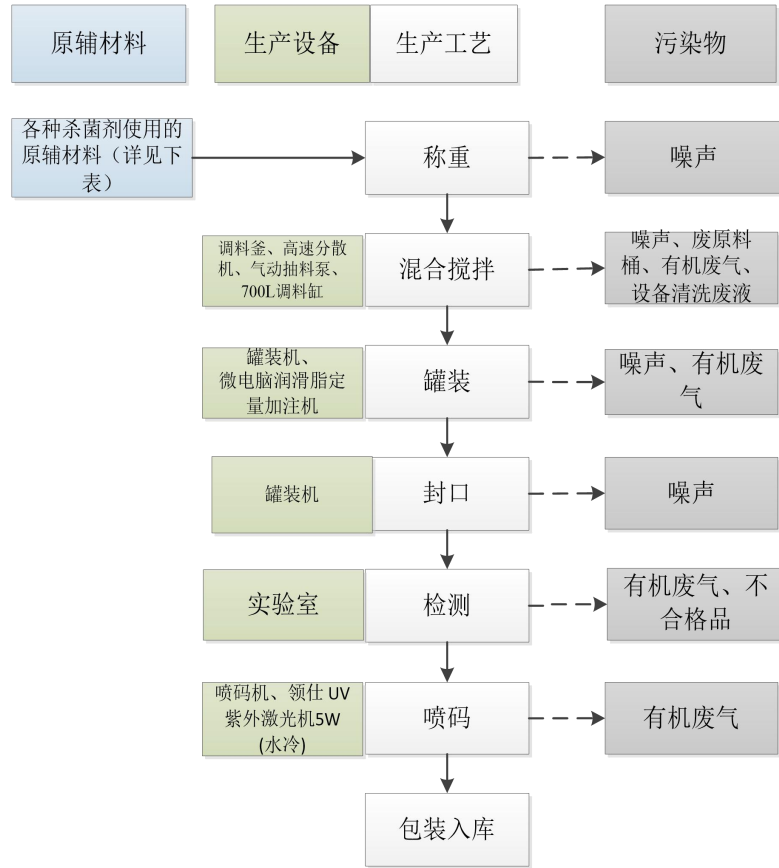 原辅材料
生产设备
生产工艺
污染物
各种杀菌剂使用的
原辅材料（详见下
表）
称重
噪声
调料釜、高速分散
机、气动抽料泵、
700L调料缸
混合搅拌
噪声、废原料
桶、有机废气、
设备清洗废液
罐装机、
微电脑润滑脂定
量加注机
罐装
噪声、有机废
气
罐装机
封口
噪声
实验室
检测
有机废气、不
合格品
喷码机、领仕 UV
紫外激光机5W
(水冷)
喷码
有机废气
包装入库